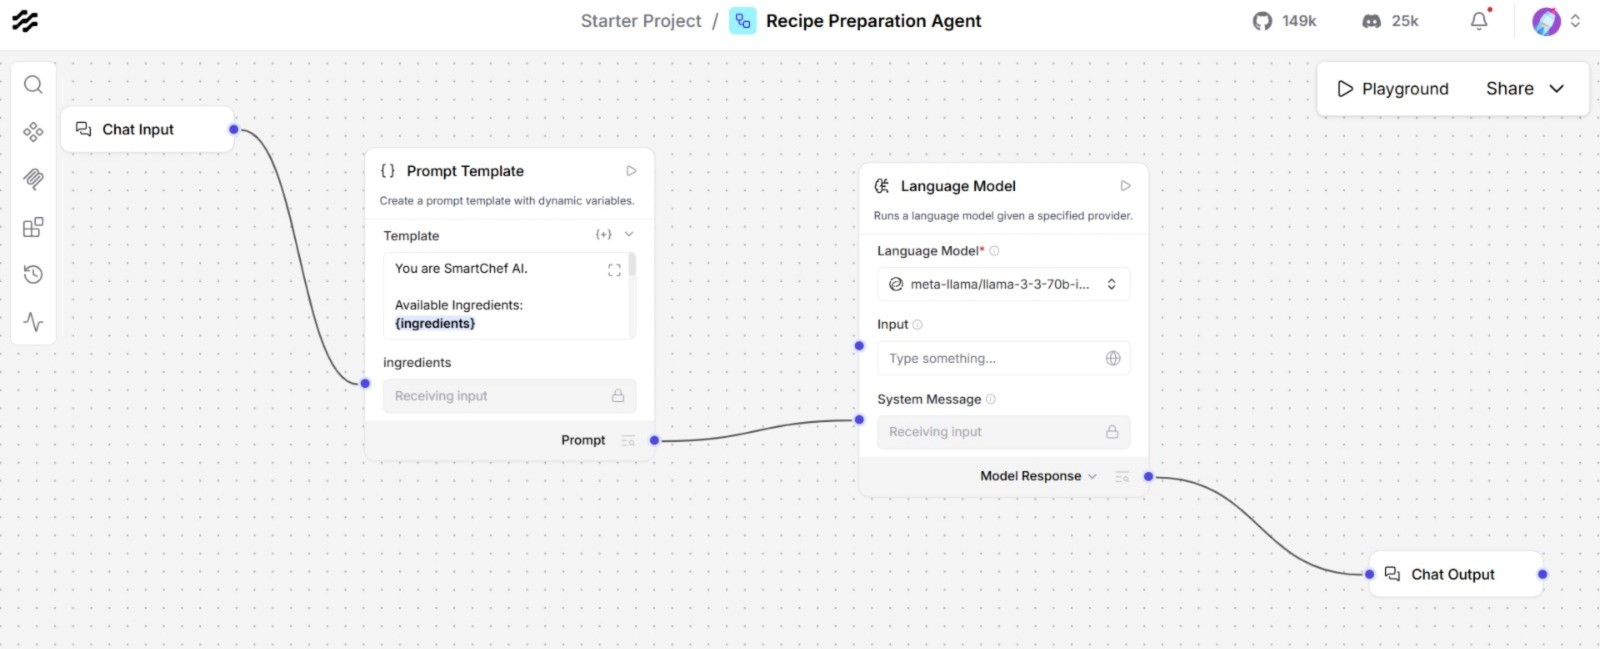 Starter Project / Recipe Preparation Agent
149k
25k
Playground
Share
Chat Input
{} Prompt Template
Create a prompt template with dynamic variables.
Template
{+}
You are SmartChef AI.
Available Ingredients:
{ingredients}
ingredients
Receiving input
Prompt
Language Model
Runs a language model given a specified provider.
Language Model*
meta-llama/llama-3-3-70b-i...
Input
Type something...
System Message
Receiving input
Model Response
Chat Output